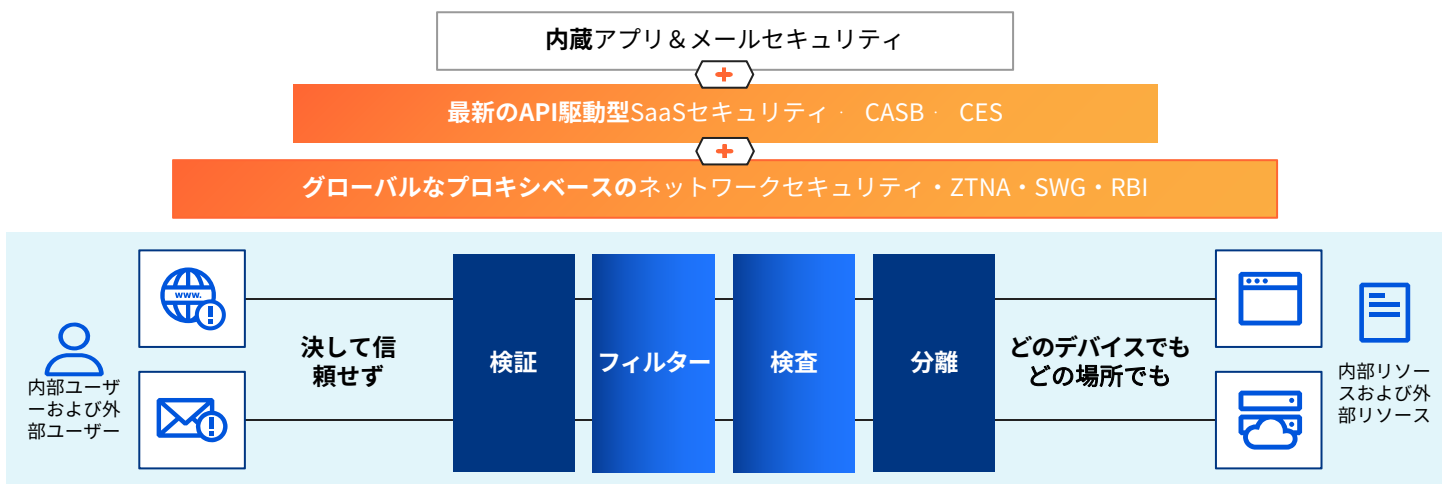 内蔵アプリ＆メールセキュリティ
最新のAPI駆動型SaaSセキュリティ · CASB · CES
グローバルなプロキシベースのネットワークセキュリティ・ZTNA・SWG・RBI
www.
内部ユーザ
ーおよび外
部ユーザー
決して信
頼せず
検証
フィルター
検査
分離
どのデバイスでも
どの場所でも
内部リソー
スおよび外
部リソース